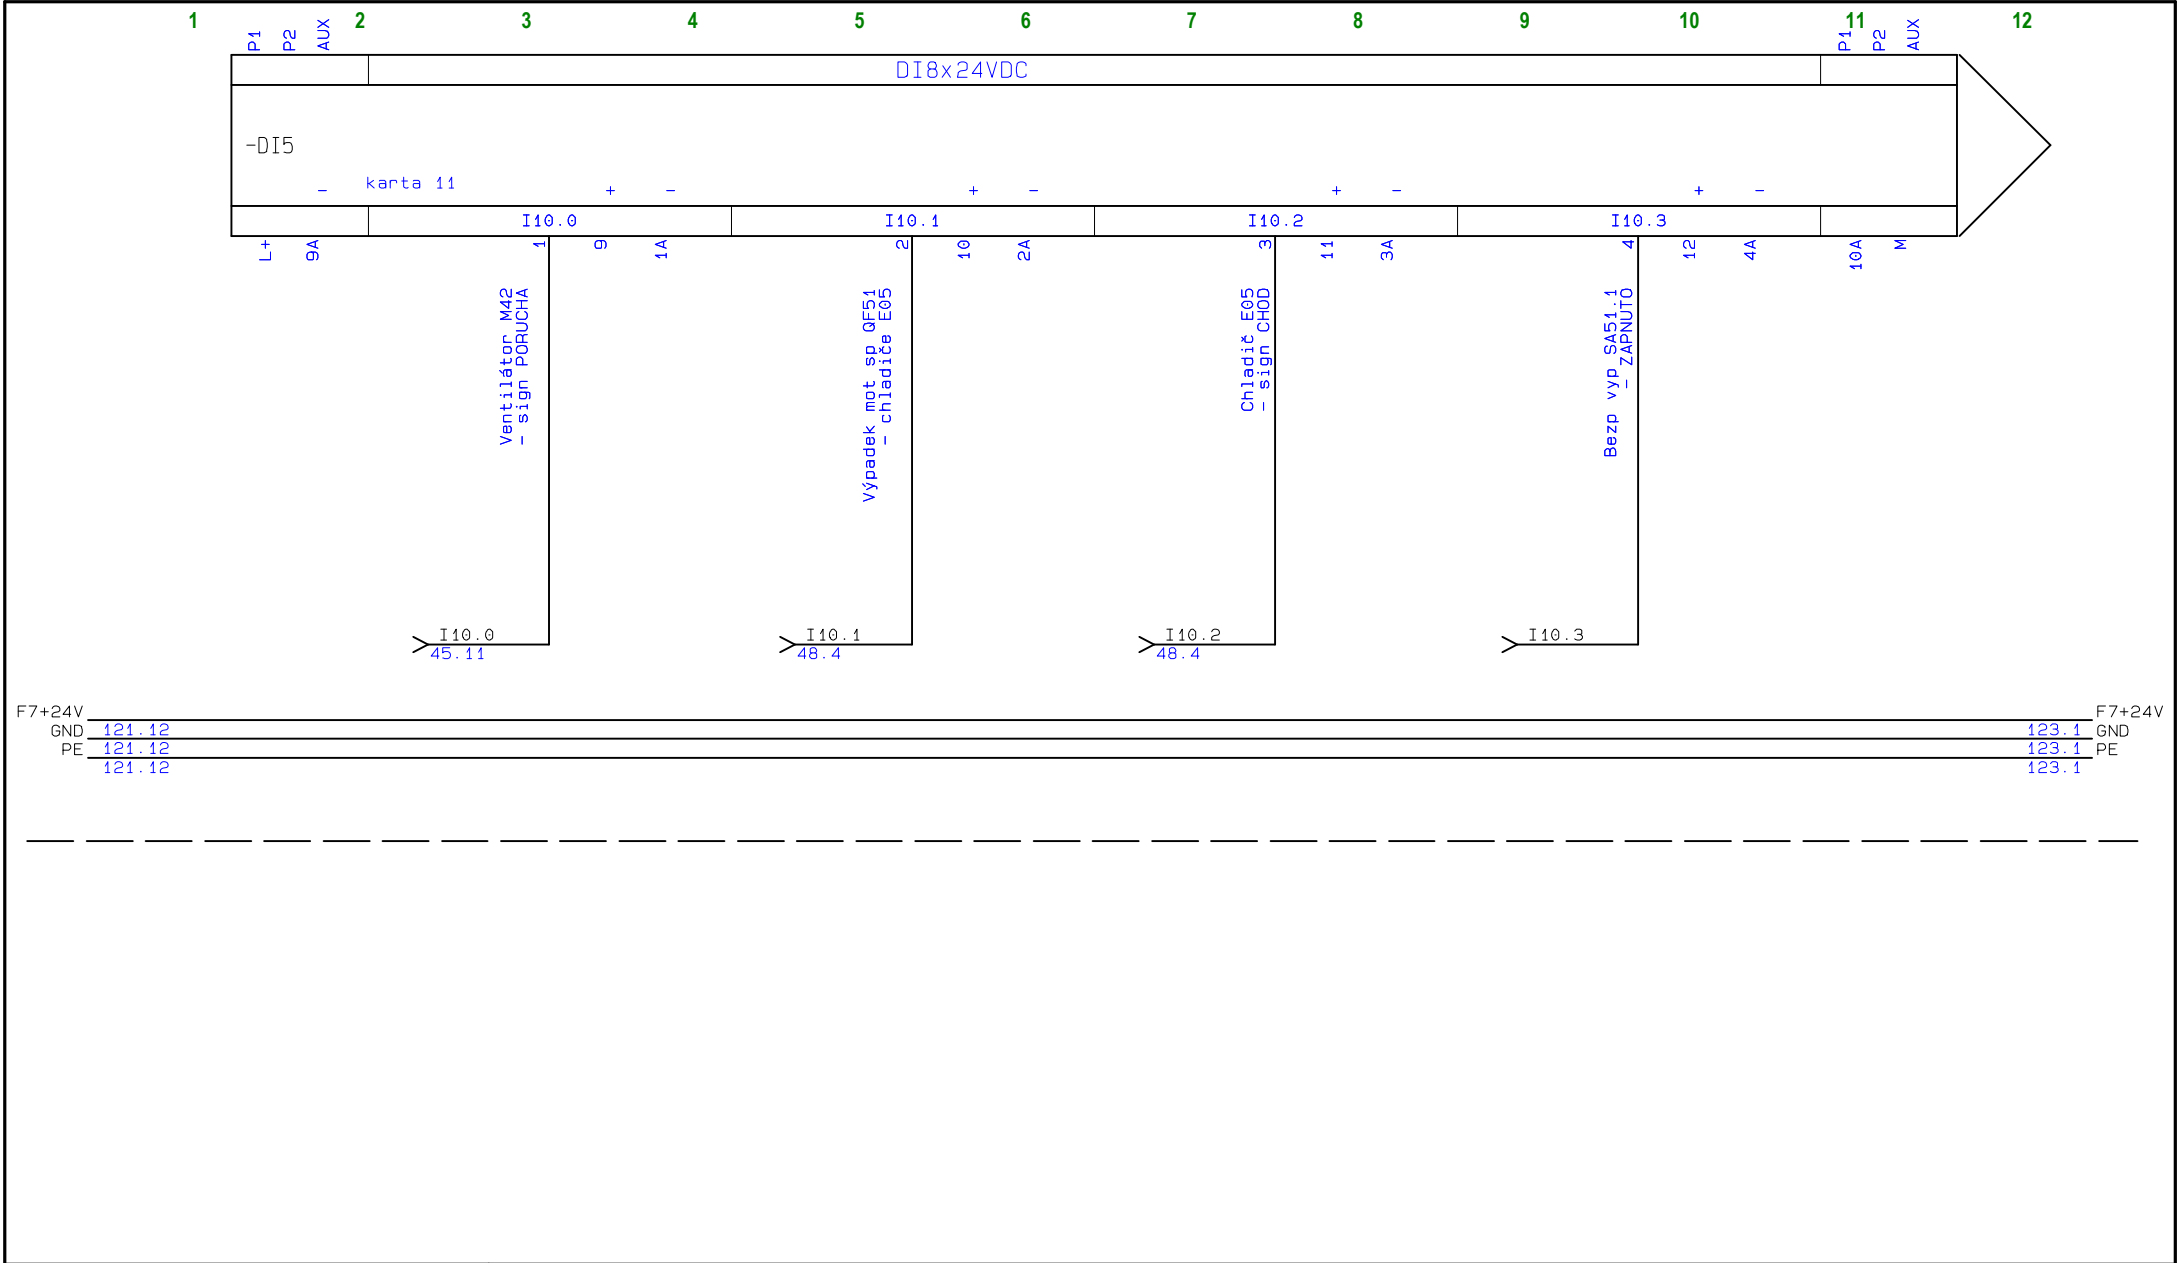 1 2 3 4 5 6 7 8 9 10 11 12
P1 P2 AUX P1 P2 AUX
DI8x24VDC
-DI5
- karta 11 + - + - + - + -
I10.0 I10.1 I10.2 I10.3
L+ 9A 1 9 1A 2 10 2A 3 11 3A 4 12 4A 10A M
Ventilátor M42
- sign PORUCHA
Výpadek mot sp QF51
- chladiče E05
Chladič E05
- sign CHOD
Bezp vyp SA51.1
- ZAPNUTO
I10.0 I10.1 I10.2 I10.3
45.11 48.4 48.4
F7+24V F7+24V
GND 121.12 123.1 GND
PE 121.12 123.1 PE
121.12 123.1